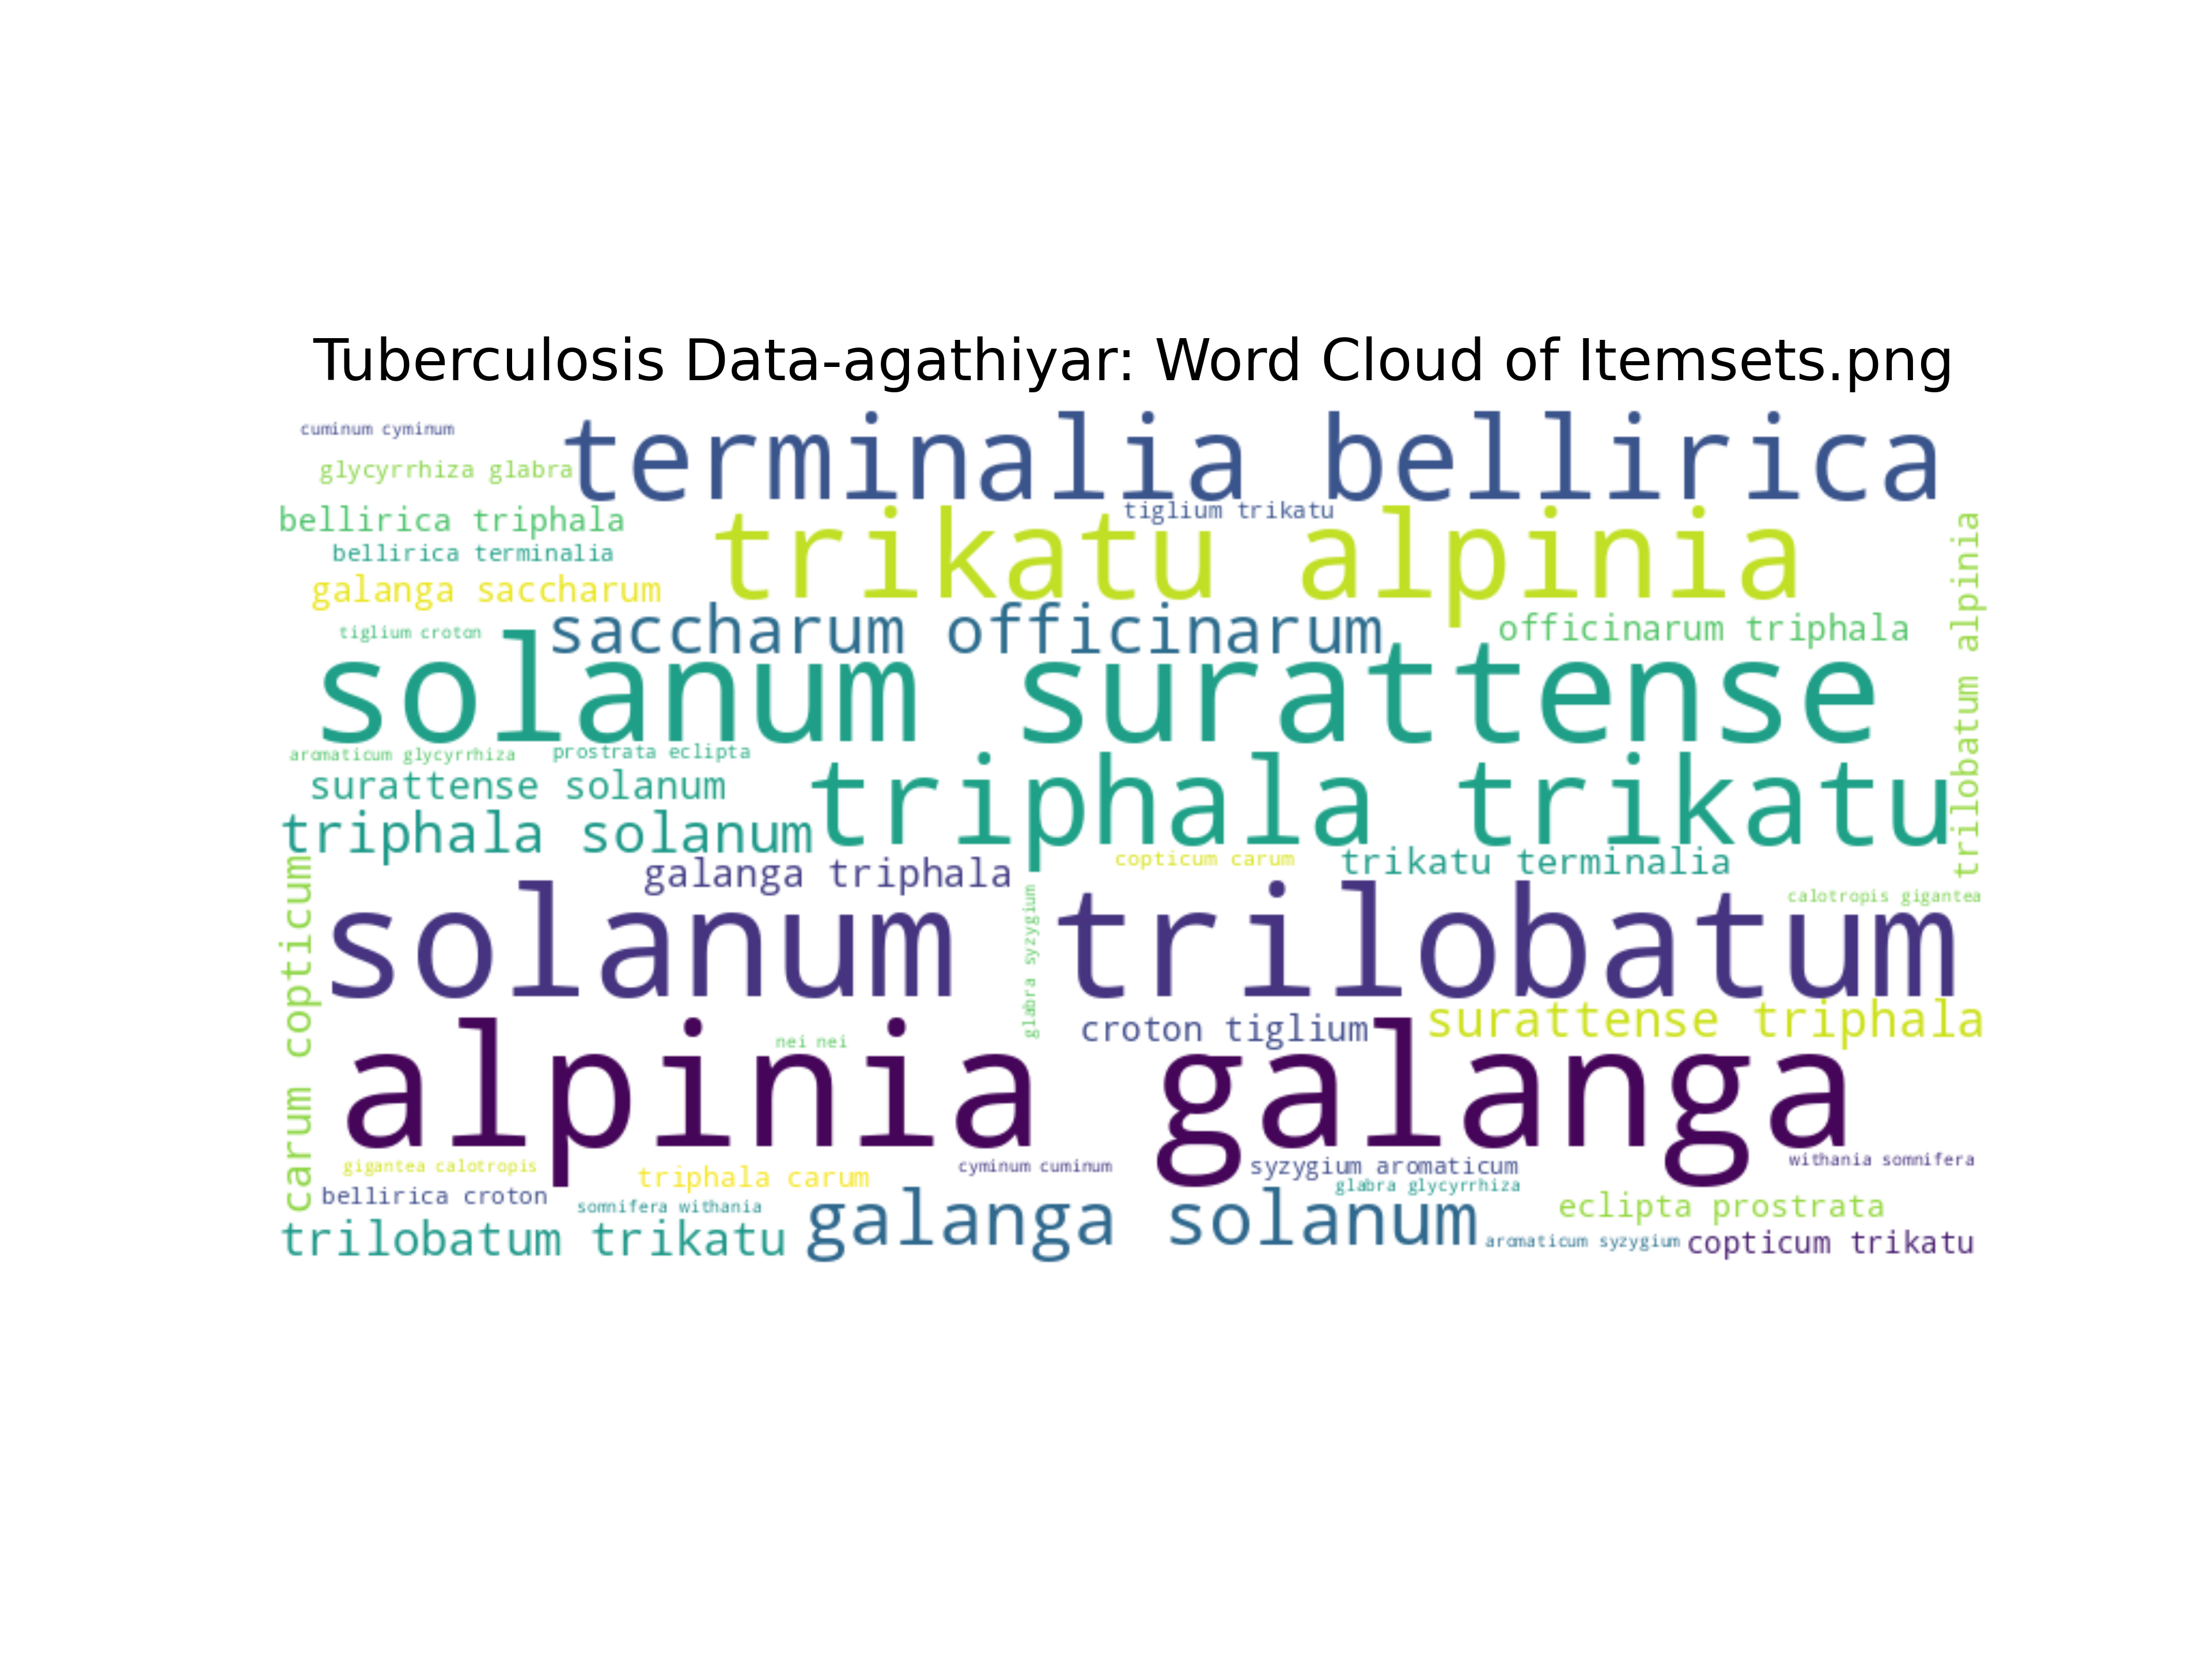 Tuberculosis Data-agathiyar: Word Cloud of Itemsets.png
cuminum cyminum
terminalia bellirica
glycyrrhiza glabra
bellirica triphala
tiglium trikatu
trikatu alpinia
bellirica terminalia
galanga saccharum
saccharum officinarum
officinarum triphala
trilobatum alpinia
tiglium croton
solanum surattense
aromaticum glycyrrhiza
prostrata eclipta
surattense solanum
triphala trikatu
triphala solanum
galanga triphala
copticum carum
trikatu terminalia
carum copticum
solanum trilobatum
glabra syzygium
calotropis gigantea
croton tiglium
surattense triphala
nei nei
alpinia galanga
gigantea calotropis
triphala carum
cyminum cuminum
syzygium aromaticum
withania somnifera
bellirica croton
somnifera withania
glabra glycyrrhiza
eclipta prostrata
trilobatum trikatu
galanga solanum
aromaticum syzygium
copticum trikatu